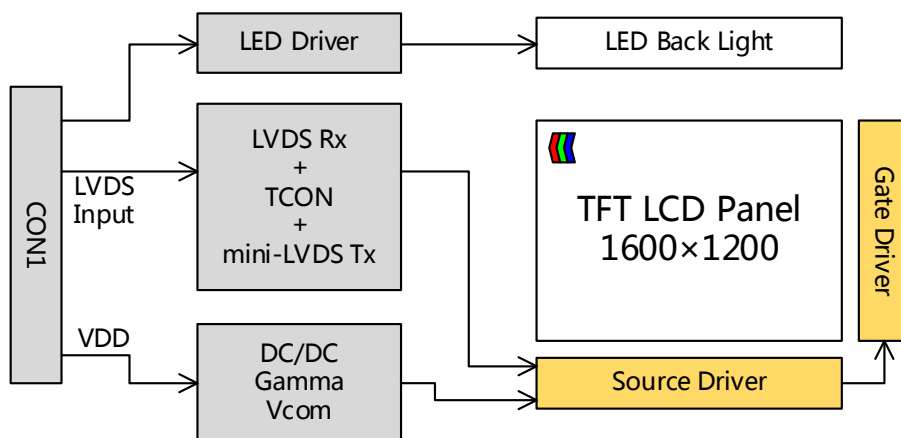 LED Driver
LED Back Light
CON1
LVDS
Input
LVDS Rx
+
TCON
+
mini-LVDS Tx
TFT LCD Panel
1600×1200
Gate Driver
VDD
DC/DC
Gamma
Vcom
Source Driver